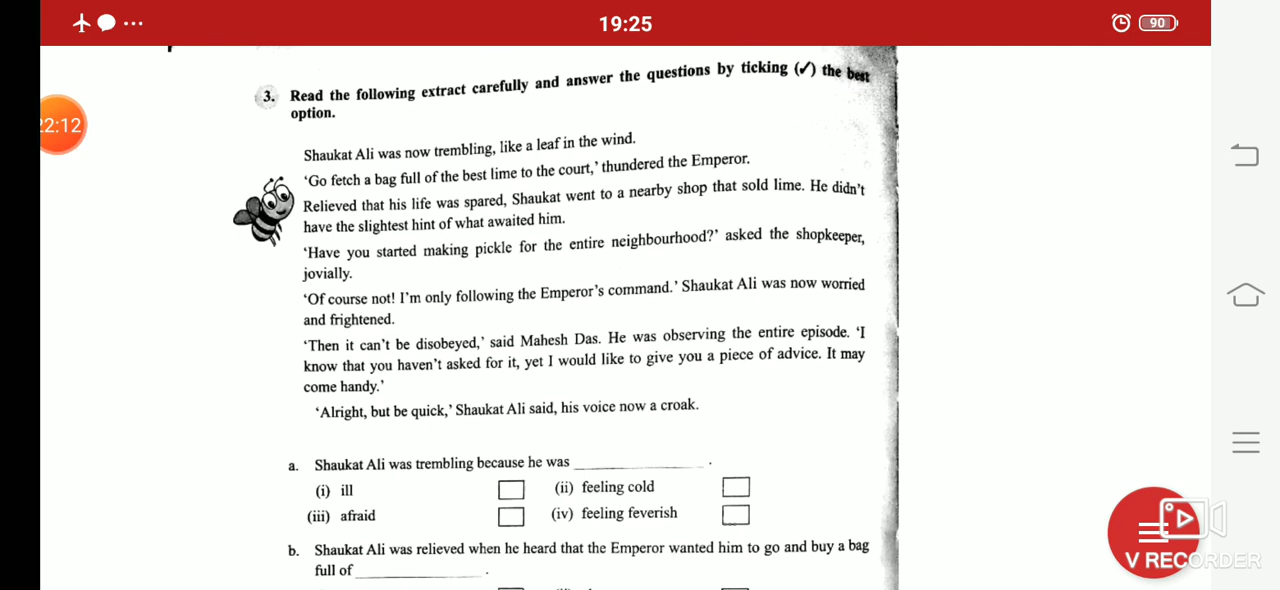 19:25
90
22:12
3. Read the following extract carefully and answer the questions by ticking (✓) the best
option.
Shaukat Ali was now trembling, like a leaf in the wind.
‘Go fetch a bag full of the best lime to the court,’ thundered the Emperor.
Relieved that his life was spared, Shaukat went to a nearby shop that sold lime. He didn’t
have the slightest hint of what awaited him.
‘Have you started making pickle for the entire neighbourhood?’ asked the shopkeeper,
jovially.
‘Of course not! I’m only following the Emperor’s command.’ Shaukat Ali was now worried
and frightened.
‘Then it can’t be disobeyed,’ said Mahesh Das. He was observing the entire episode. ‘I
know that you haven’t asked for it, yet I would like to give you a piece of advice. It may
come handy.’
‘Alright, but be quick,’ Shaukat Ali said, his voice now a croak.
a. Shaukat Ali was trembling because he was ______________ .
(i) ill (ii) feeling cold
(iii) afraid (iv) feeling feverish
b. Shaukat Ali was relieved when he heard that the Emperor wanted him to go and buy a bag
full of ______________ .
V RECORDER